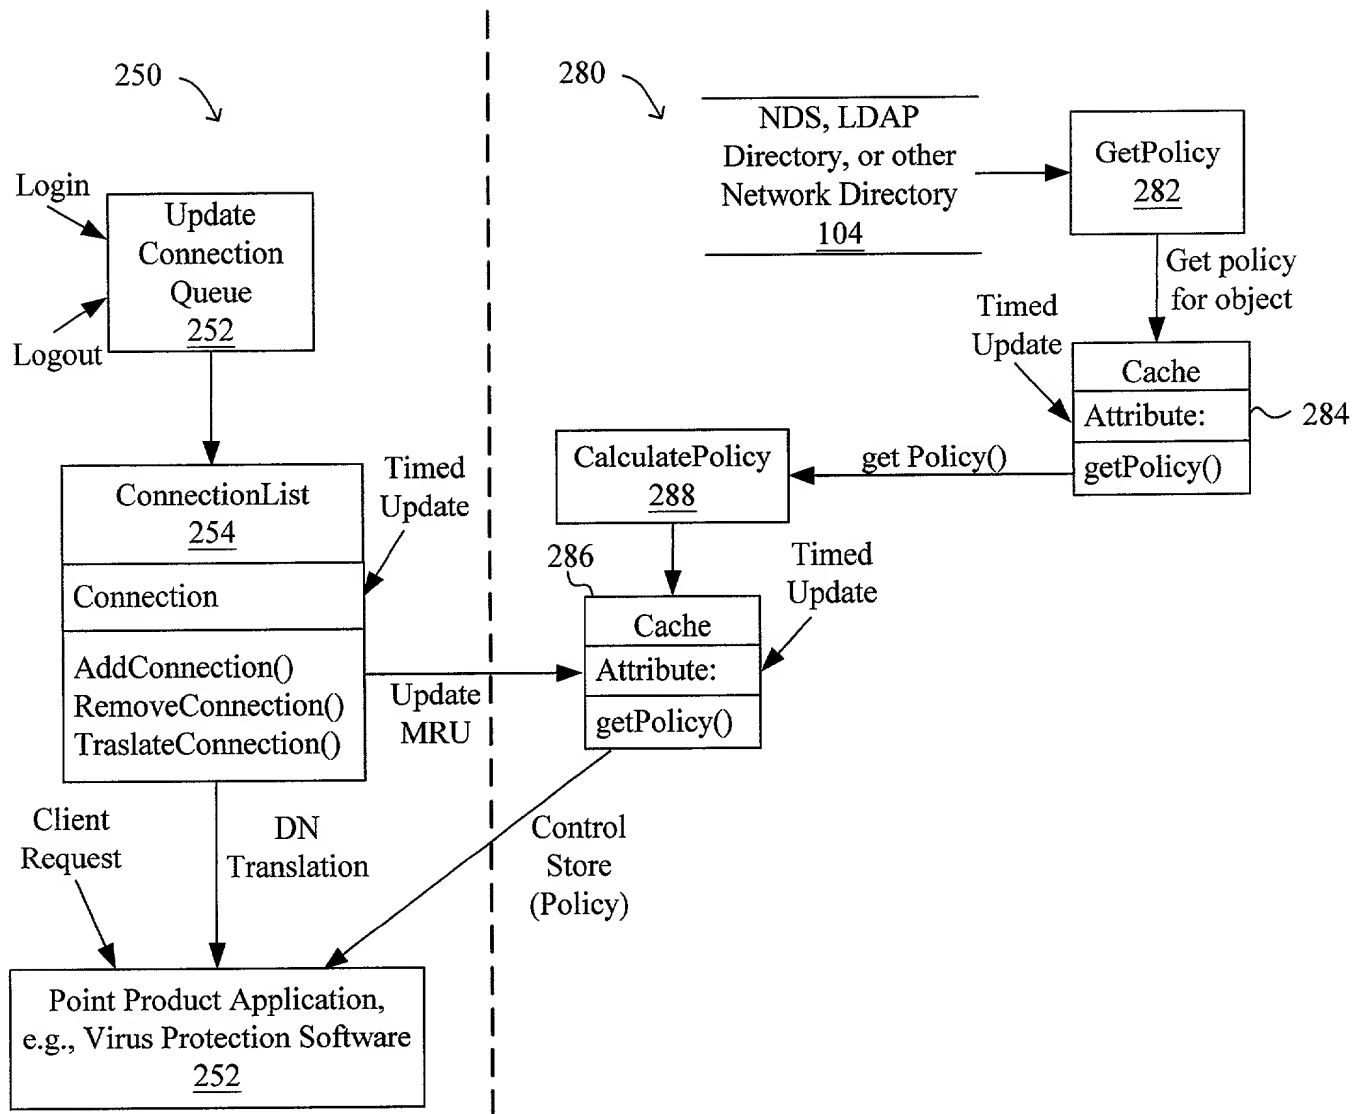 250
Login
Logout
Update
Connection
Queue
252
ConnectionList
254
Connection
AddConnection()
RemoveConnection()
TraslateConnection()
Timed
Update
Update
MRU
Client
Request
DN
Translation
Point Product Application,
e.g., Virus Protection Software
252
280
NDS, LDAP
Directory, or other
Network Directory
104
GetPolicy
282
Get policy
for object
Timed
Update
Cache
Attribute:
getPolicy()
284
get Policy()
CalculatePolicy
288
286
Timed
Update
Cache
Attribute:
getPolicy()
Control
Store
(Policy)